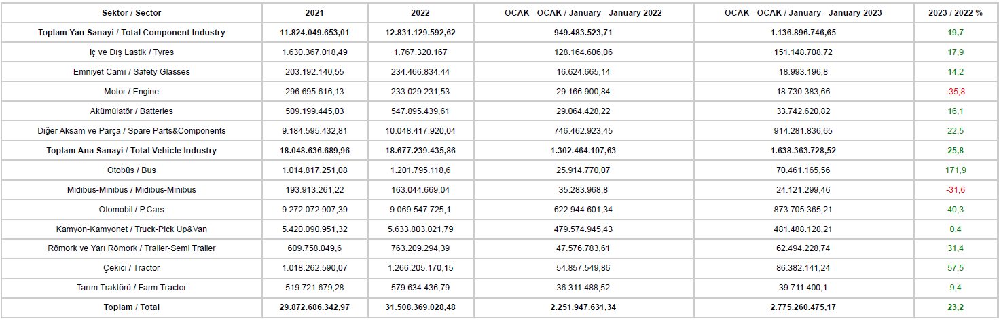 Sektör / Sector 2021 2022 OCAK - OCAK / January - January 2022 OCAK - OCAK / January - January 2023 2023 / 2022 %
Toplam Yan Sanayi / Total Component Industry 11.824.049.653,01 12.831.129.592,62 949.483.523,71 1.136.896.746,65 19,7
İç ve Dış Lastik / Tyres 1.630.367.018,49 1.767.320.167 128.164.606,06 151.148.708,72 17,9
Emniyet Camı / Safety Glasses 203.192.140,55 234.466.834,44 16.624.665,14 18.993.196,8 14,2
Motor / Engine 296.695.616,13 233.029.231,53 29.166.900,84 18.730.383,66 -35,8
Akümülatör / Batteries 509.199.445,03 547.895.439,61 29.064.428,22 33.742.620,82 16,1
Diğer Aksam ve Parça / Spare Parts&Components 9.184.595.432,81 10.048.417.920,04 746.462.923,45 914.281.836,65 22,5
Toplam Ana Sanayi / Total Vehicle Industry 18.048.636.689,96 18.677.239.435,86 1.302.464.107,63 1.638.363.728,52 25,8
Otobüs / Bus 1.014.817.251,08 1.201.795.118,6 25.914.770,07 70.461.165,56 171,9
Midibüs-Minibüs / Midibus-Minibus 193.913.261,22 163.044.669,04 35.283.968,8 24.121.299,46 -31,6
Otomobil / P.Cars 9.272.072.907,39 9.069.547.725,1 622.944.601,34 873.705.365,21 40,3
Kamyon-Kamyonet / Truck-Pick Up&Van 5.420.090.951,32 5.633.803.021,79 479.574.945,43 481.488.128,21 0,4
Römork ve Yarı Römork / Trailer-Semi Trailer 609.758.049,6 763.209.294,39 47.576.783,61 62.494.228,74 31,4
Çekici / Tractor 1.018.262.590,07 1.266.205.170,15 54.857.549,86 86.382.141,24 57,5
Tarım Traktörü / Farm Tractor 519.721.679,28 579.634.436,79 36.311.488,52 39.711.400,1 9,4
Toplam / Total 29.872.686.342,97 31.508.369.028,48 2.251.947.631,34 2.775.260.475,17 23,2